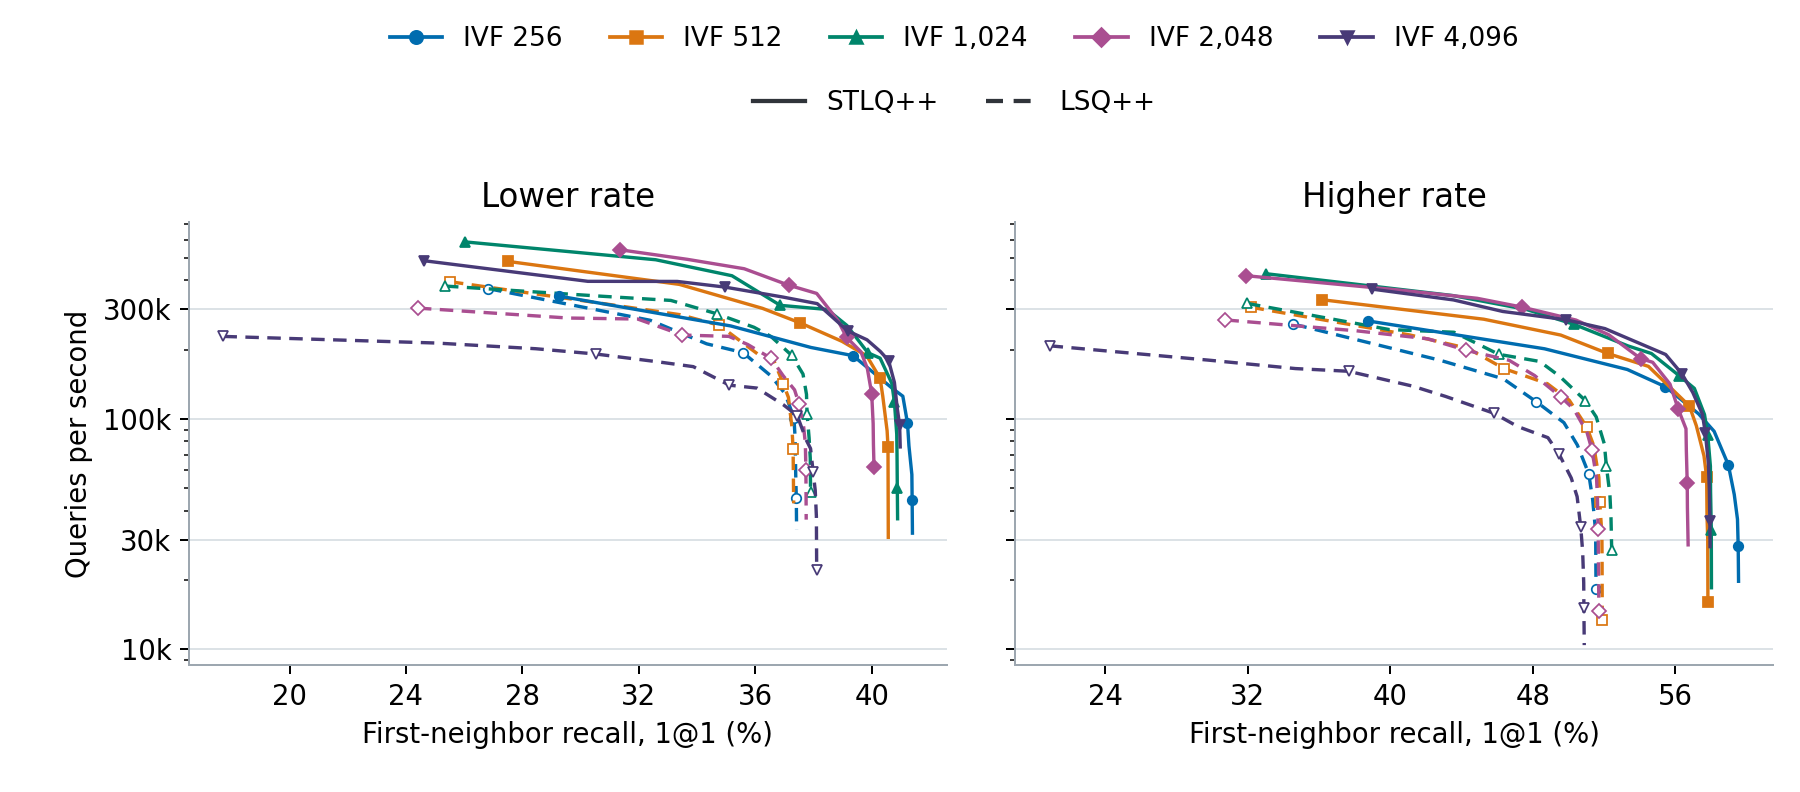 IVF 256 IVF 512 IVF 1,024 IVF 2,048 IVF 4,096
STLQ++ LSQ++
Lower rate Higher rate
Queries per second
300k
100k
30k
10k
20 24 28 32 36 40
24 32 40 48 56
First-neighbor recall, 1@1 (%) First-neighbor recall, 1@1 (%)